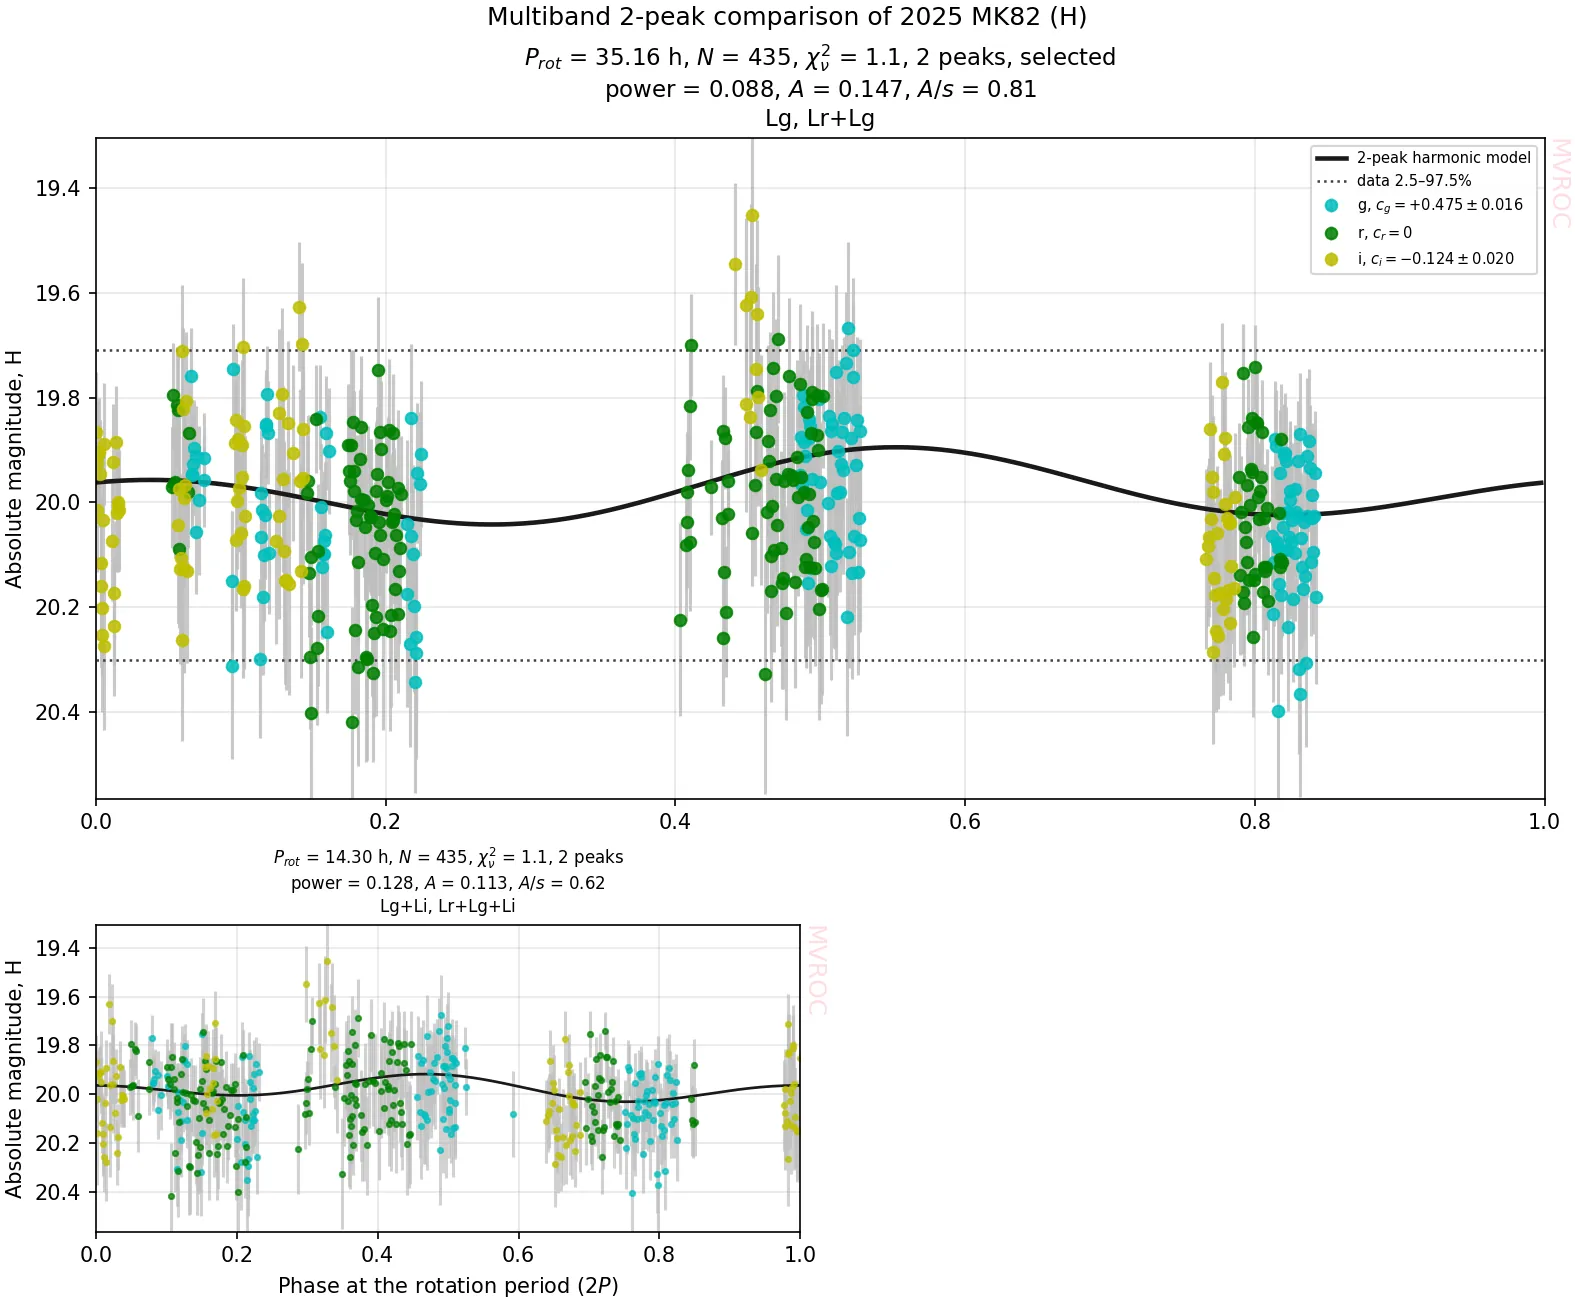 Multiband 2-peak comparison of 2025 MK82 (H)
P_rot = 35.16 h, N = 435, χ²_ν = 1.1, 2 peaks, selected
power = 0.088, A = 0.147, A/s = 0.81
Lg, Lr+Lg
2-peak harmonic model
data 2.5–97.5%
g, c_g = +0.475 ± 0.016
r, c_r = 0
i, c_i = −0.124 ± 0.020
MVROC
Absolute magnitude, H
19.4
19.6
19.8
20.0
20.2
20.4
0.0 0.2 0.4 0.6 0.8 1.0
P_rot = 14.30 h, N = 435, χ²_ν = 1.1, 2 peaks
power = 0.128, A = 0.113, A/s = 0.62
Lg+Li, Lr+Lg+Li
MVROC
Absolute magnitude, H
19.4
19.6
19.8
20.0
20.2
20.4
0.0 0.2 0.4 0.6 0.8 1.0
Phase at the rotation period (2P)